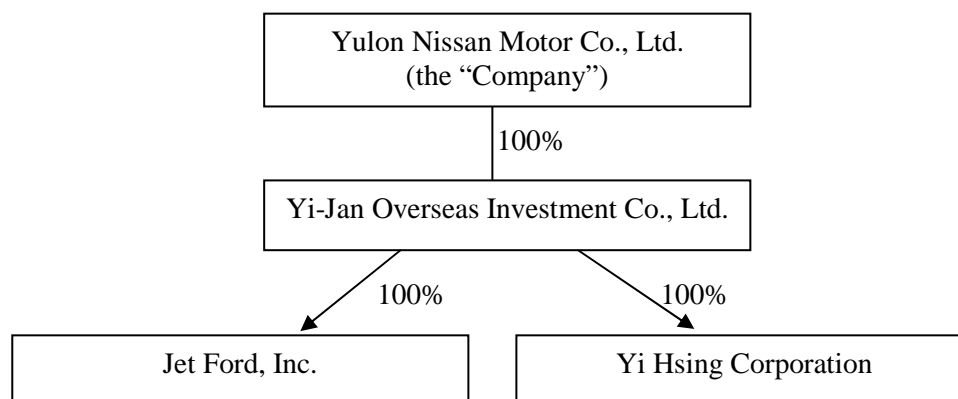 Yulon Nissan Motor Co., Ltd.
(the “Company”)
100%
Yi-Jan Overseas Investment Co., Ltd.
100%
100%
Jet Ford, Inc.
Yi Hsing Corporation